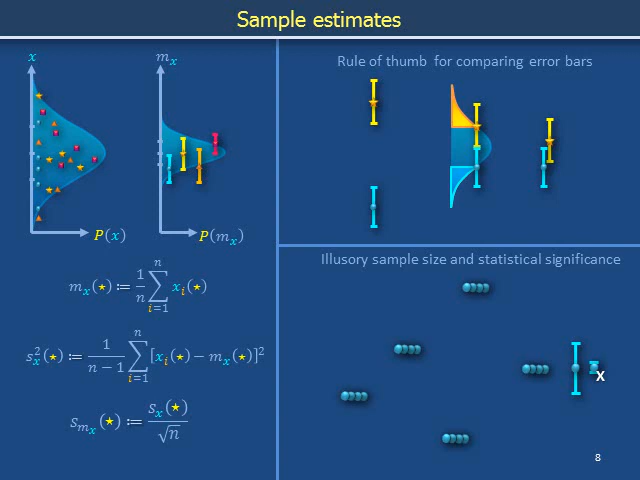 Sample estimates
x
m_x
P(x)
P(m_x)
m_x(⋆) ≔ 1/n ∑_{i=1}^{n} x_i(⋆)
s_x^2(⋆) ≔ 1/(n−1) ∑_{i=1}^{n} [x_i(⋆) − m_x(⋆)]^2
s_{m_x}(⋆) ≔ s_x(⋆)/√n
Rule of thumb for comparing error bars
Illusory sample size and statistical significance
X
8